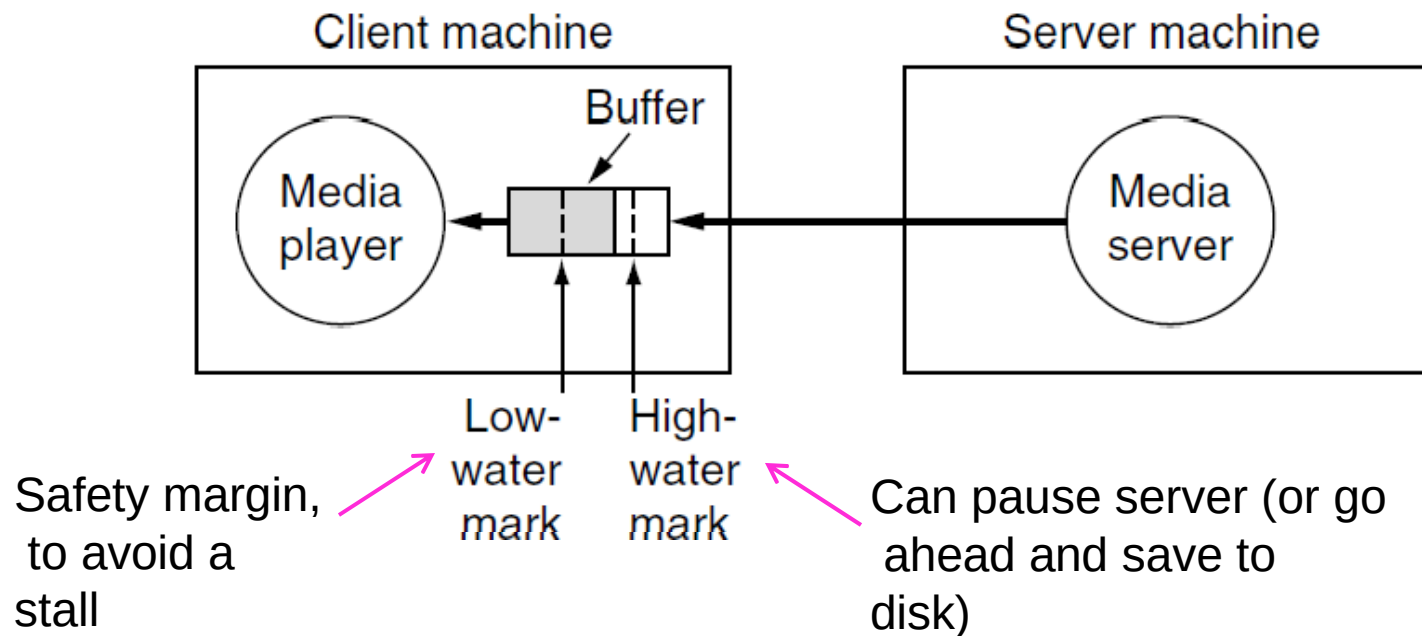 Client machine
Server machine
Buffer
Media
player
Media
server
Low-
water
mark
High-
water
mark
Safety margin,
to avoid a
stall
Can pause server (or go
ahead and save to
disk)